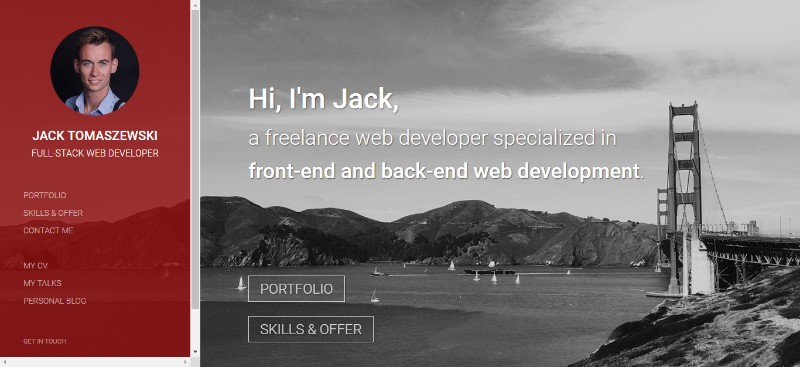 JACK TOMASZEWSKI
FULL-STACK WEB DEVELOPER
PORTFOLIO
SKILLS & OFFER
CONTACT ME
MY CV
MY TALKS
PERSONAL BLOG
GET IN TOUCH
Hi, I'm Jack,
a freelance web developer specialized in
front-end and back-end web development.
PORTFOLIO
SKILLS & OFFER